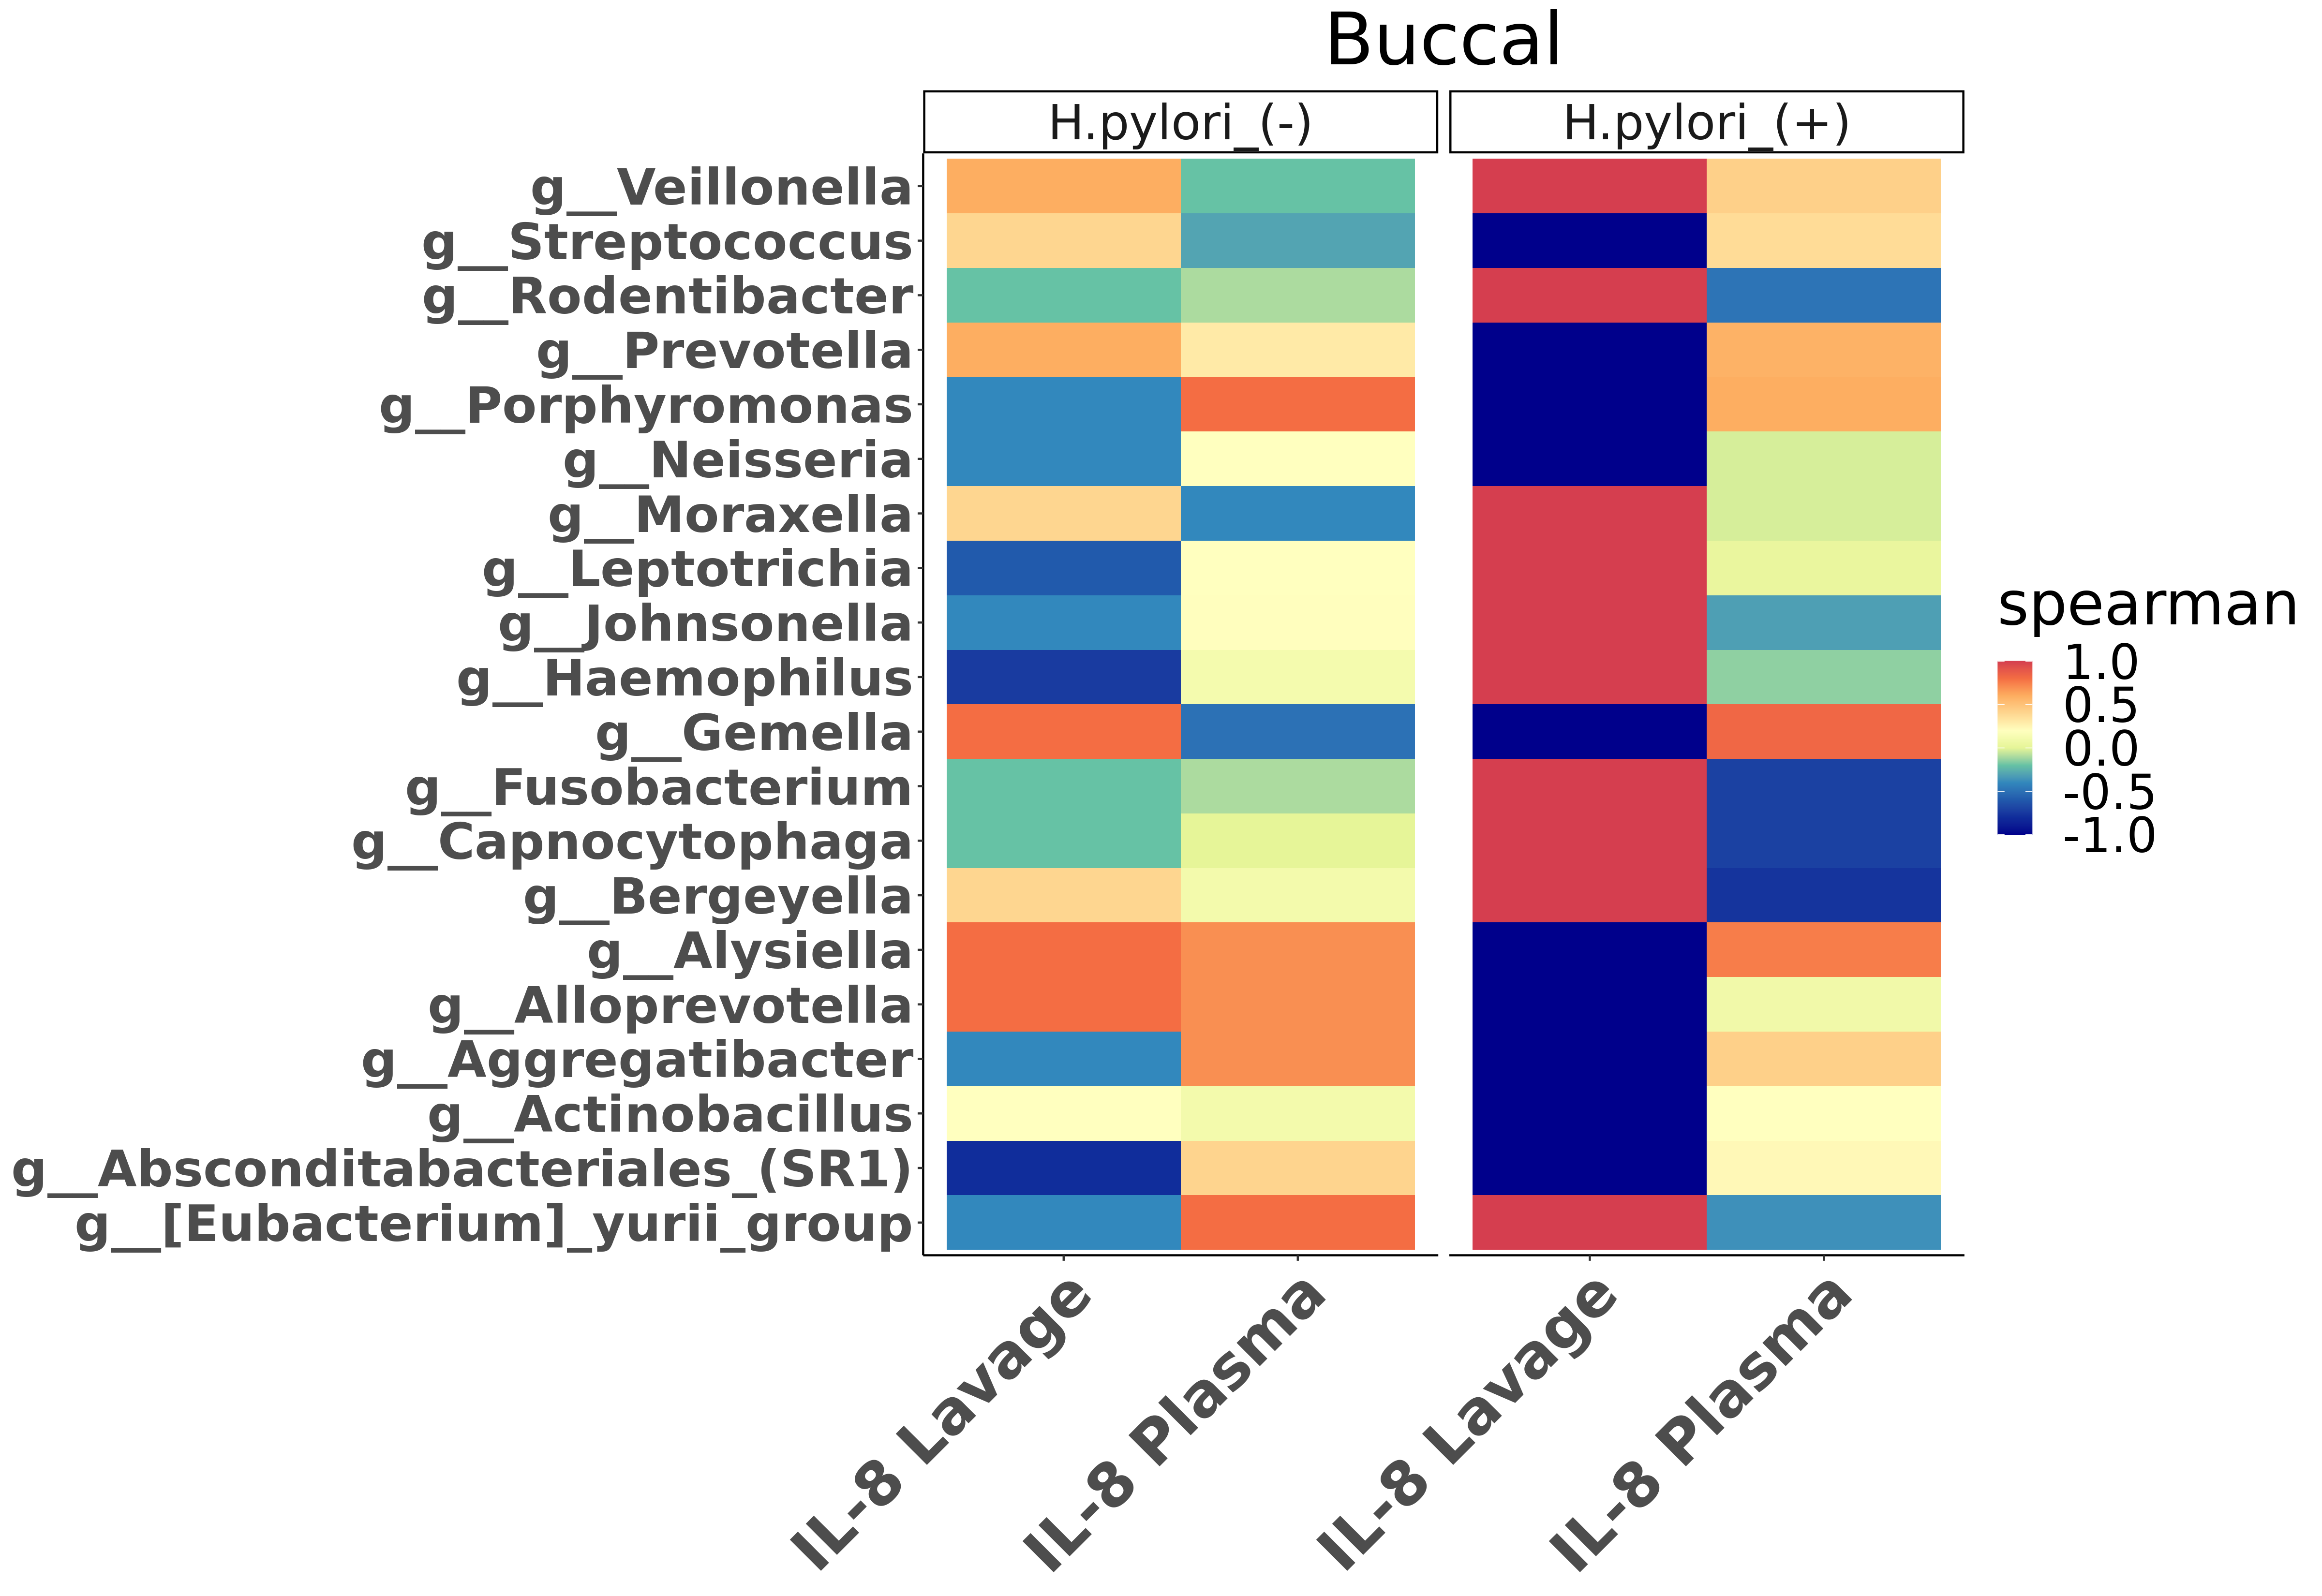 Buccal
H.pylori_(-)
H.pylori_(+)
g__Veillonella
g__Streptococcus
g__Rodentibacter
g__Prevotella
g__Porphyromonas
g__Neisseria
g__Moraxella
g__Leptotrichia
g__Johnsonella
g__Haemophilus
g__Gemella
g__Fusobacterium
g__Capnocytophaga
g__Bergeyella
g__Alysiella
g__Alloprevotella
g__Aggregatibacter
g__Actinobacillus
g__Absconditabacteriales_(SR1)
g__[Eubacterium]_yurii_group
IL-8 Lavage
IL-8 Plasma
IL-8 Lavage
IL-8 Plasma
spearman
1.0
0.5
0.0
-0.5
-1.0